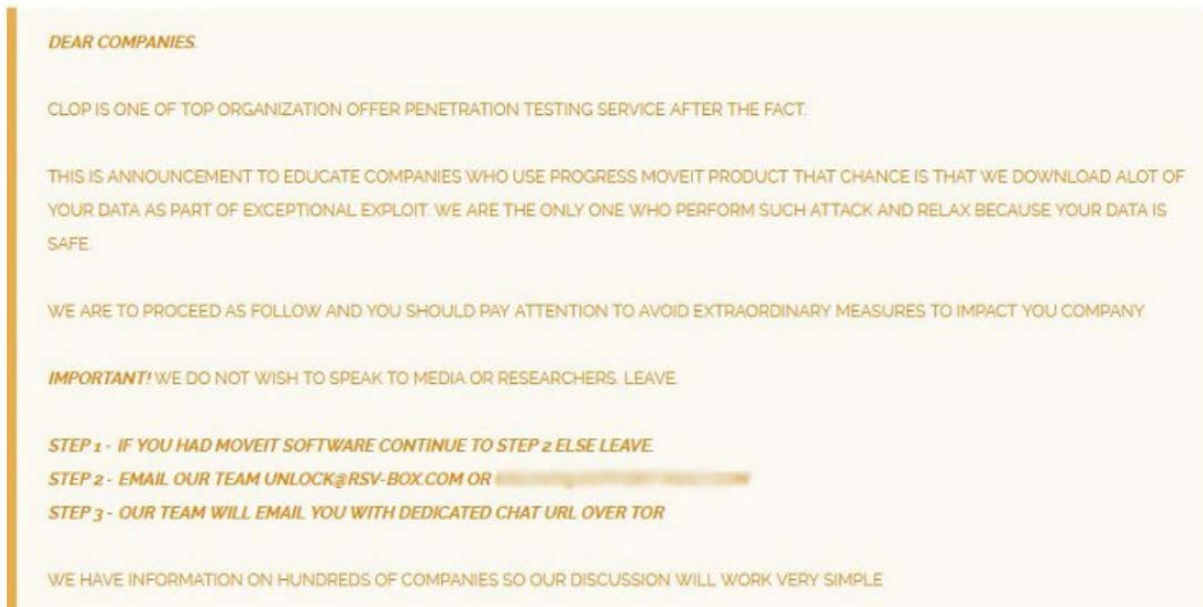 DEAR COMPANIES.
CLOP IS ONE OF TOP ORGANIZATION OFFER PENETRATION TESTING SERVICE AFTER THE FACT.
THIS IS ANNOUNCEMENT TO EDUCATE COMPANIES WHO USE PROGRESS MOVEIT PRODUCT THAT CHANCE IS THAT WE DOWNLOAD ALOT OF
YOUR DATA AS PART OF EXCEPTIONAL EXPLOIT. WE ARE THE ONLY ONE WHO PERFORM SUCH ATTACK AND RELAX BECAUSE YOUR DATA IS
SAFE.
WE ARE TO PROCEED AS FOLLOW AND YOU SHOULD PAY ATTENTION TO AVOID EXTRAORDINARY MEASURES TO IMPACT YOU COMPANY.
IMPORTANT! WE DO NOT WISH TO SPEAK TO MEDIA OR RESEARCHERS. LEAVE.
STEP 1 - IF YOU HAD MOVEIT SOFTWARE CONTINUE TO STEP 2 ELSE LEAVE.
STEP 2 - EMAIL OUR TEAM UNLOCK@RSV-BOX.COM OR
STEP 3 - OUR TEAM WILL EMAIL YOU WITH DEDICATED CHAT URL OVER TOR
WE HAVE INFORMATION ON HUNDREDS OF COMPANIES SO OUR DISCUSSION WILL WORK VERY SIMPLE